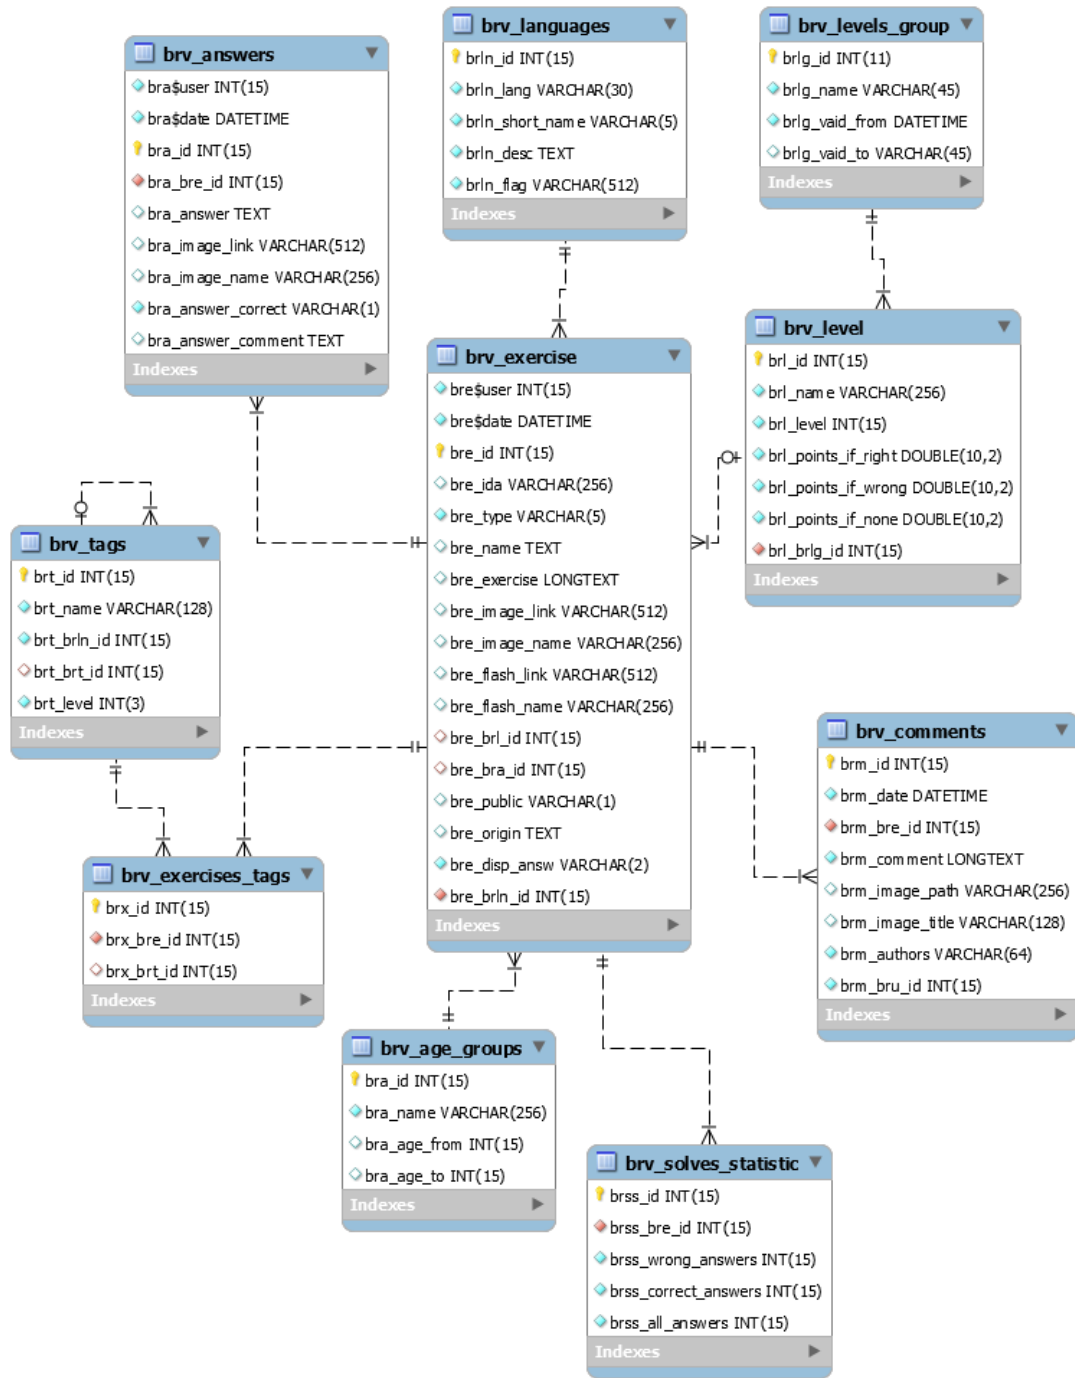 brv_answers
bra$user INT(15)
bra$date DATETIME
bra_id INT(15)
bra_bre_id INT(15)
bra_answer TEXT
bra_image_link VARCHAR(512)
bra_image_name VARCHAR(256)
bra_answer_correct VARCHAR(1)
bra_answer_comment TEXT
Indexes
brv_languages
brln_id INT(15)
brln_lang VARCHAR(30)
brln_short_name VARCHAR(5)
brln_desc TEXT
brln_flag VARCHAR(512)
Indexes
brv_levels_group
brlg_id INT(11)
brlg_name VARCHAR(45)
brlg_vaid_from DATETIME
brlg_vaid_to VARCHAR(45)
Indexes
brv_level
brl_id INT(15)
brl_name VARCHAR(256)
brl_level INT(15)
brl_points_if_right DOUBLE(10,2)
brl_points_if_wrong DOUBLE(10,2)
brl_points_if_none DOUBLE(10,2)
brl_brlg_id INT(15)
Indexes
brv_exercise
bre$user INT(15)
bre$date DATETIME
bre_id INT(15)
bre_ida VARCHAR(256)
bre_type VARCHAR(5)
bre_name TEXT
bre_exercise LONGTEXT
bre_image_link VARCHAR(512)
bre_image_name VARCHAR(256)
bre_flash_link VARCHAR(512)
bre_flash_name VARCHAR(256)
bre_brl_id INT(15)
bre_bra_id INT(15)
bre_public VARCHAR(1)
bre_origin TEXT
bre_disp_answ VARCHAR(2)
bre_brln_id INT(15)
Indexes
brv_tags
brt_id INT(15)
brt_name VARCHAR(128)
brt_brln_id INT(15)
brt_brt_id INT(15)
brt_level INT(3)
Indexes
brv_comments
brm_id INT(15)
brm_date DATETIME
brm_bre_id INT(15)
brm_comment LONGTEXT
brm_image_path VARCHAR(256)
brm_image_title VARCHAR(128)
brm_authors VARCHAR(64)
brm_bru_id INT(15)
Indexes
brv_exercises_tags
brx_id INT(15)
brx_bre_id INT(15)
brx_brt_id INT(15)
Indexes
brv_age_groups
bra_id INT(15)
bra_name VARCHAR(256)
bra_age_from INT(15)
bra_age_to INT(15)
Indexes
brv_solves_statistic
brss_id INT(15)
brss_bre_id INT(15)
brss_wrong_answers INT(15)
brss_correct_answers INT(15)
brss_all_answers INT(15)
Indexes